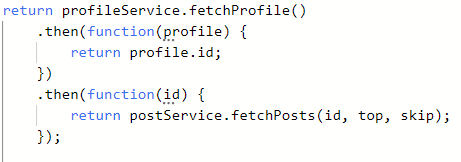 return profileService.fetchProfile()
    .then(function(profile) {
        return profile.id;
    })
    .then(function(id) {
        return postService.fetchPosts(id, top, skip);
    });